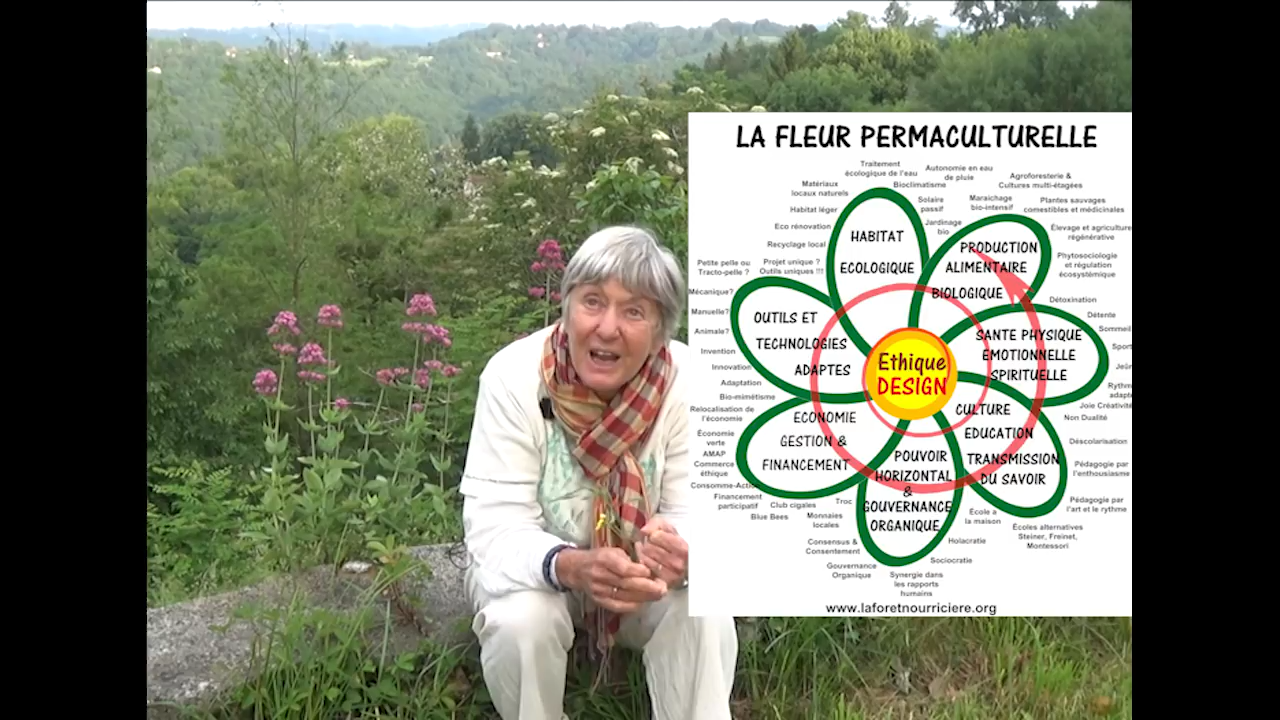 LA FLEUR PERMACULTURELLE
Traitement
écologique de l'eau
Autonomie en eau
de pluie
Bioclimatisme
Agroforesterie &
Cultures multi-étagées
Matériaux
locaux naturels
Solaire
passif
Maraichage
bio-intensif
Plantes sauvages
comestibles et médicinales
Habitat léger
Jardinage
bio
Eco rénovation
Élevage et agriculture
régénérative
Recyclage local
HABITAT
ECOLOGIQUE
PRODUCTION
ALIMENTAIRE
BIOLOGIQUE
Phytosociologie
et régulation
écosystémique
Petite pelle ou
Tracto-pelle ?
Projet unique ?
Outils uniques !!!
Mécanique?
Manuelle?
Animale?
Invention
Innovation
Adaptation
Bio-mimétisme
OUTILS ET
TECHNOLOGIES
ADAPTES
Détoxination
Détente
Sommeil
Sport
SANTE PHYSIQUE
EMOTIONNELLE
SPIRITUELLE
Joie Créativité
Non Dualité
Ethique
DESIGN
Relocalisation de
l'économie
Économie
verte
AMAP
Commerce
éthique
Financement
participatif
Blue Bees
Club cigales
Monnaies
locales
Troc
ECONOMIE
GESTION &
FINANCEMENT
CULTURE
EDUCATION
TRANSMISSION
DU SAVOIR
Déscolarisation
Pédagogie par
l'enthousiasme
Pédagogie par
l'art et le rythme
POUVOIR
HORIZONTAL
&
GOUVERNANCE
ORGANIQUE
École a
la maison
Écoles alternatives
Steiner, Freinet,
Montessori
Consensus &
Consentement
Gouvernance
Organique
Holacratie
Sociocratie
Synergie dans
les rapports
humains
www.laforetnourriciere.org